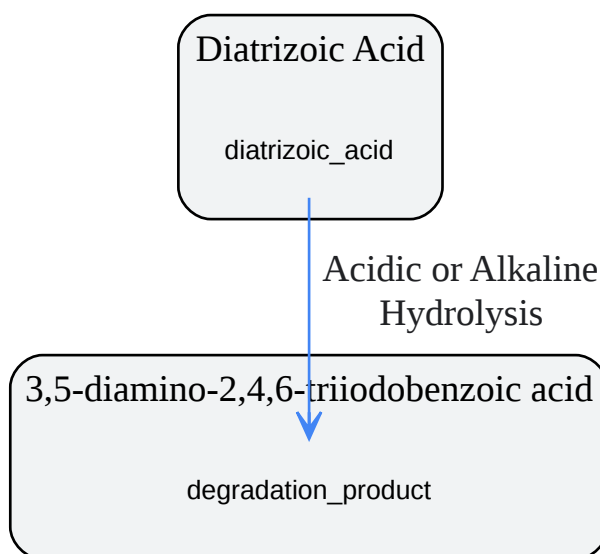 Diatrizoic Acid
diatrizoic_acid
Acidic or Alkaline
Hydrolysis
3,5-diamino-2,4,6-triiodobenzoic acid
degradation_product